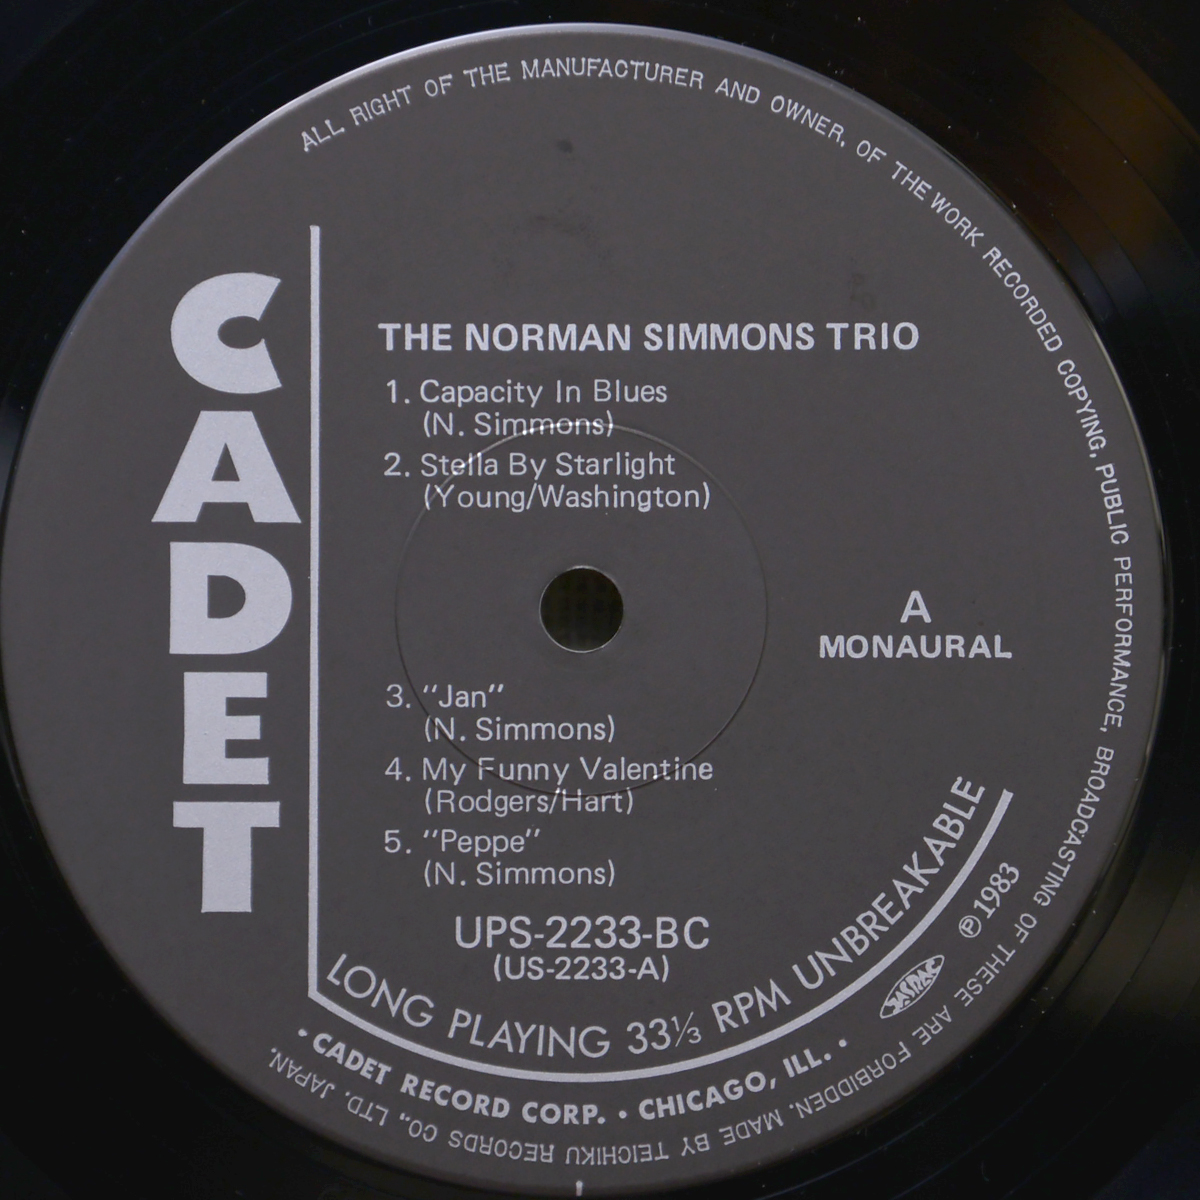 ALL RIGHT OF THE MANUFACTURER AND OWNER, OF THE WORK RECORDED COPYING, PUBLIC PERFORMANCE, BROADCASTING OF THESE ARE FORBIDDEN. MADE BY TEICHIKU RECORDS CO., LTD. JAPAN.
CADET
THE NORMAN SIMMONS TRIO
1. Capacity In Blues
(N. Simmons)
2. Stella By Starlight
(Young/Washington)
A
MONAURAL
3. "Jan"
(N. Simmons)
4. My Funny Valentine
(Rodgers/Hart)
5. "Peppe"
(N. Simmons)
UPS-2233-BC
(US-2233-A)
LONG PLAYING 33⅓ RPM UNBREAKABLE
℗ 1983
JASRAC
• CADET RECORD CORP. • CHICAGO, ILL. •